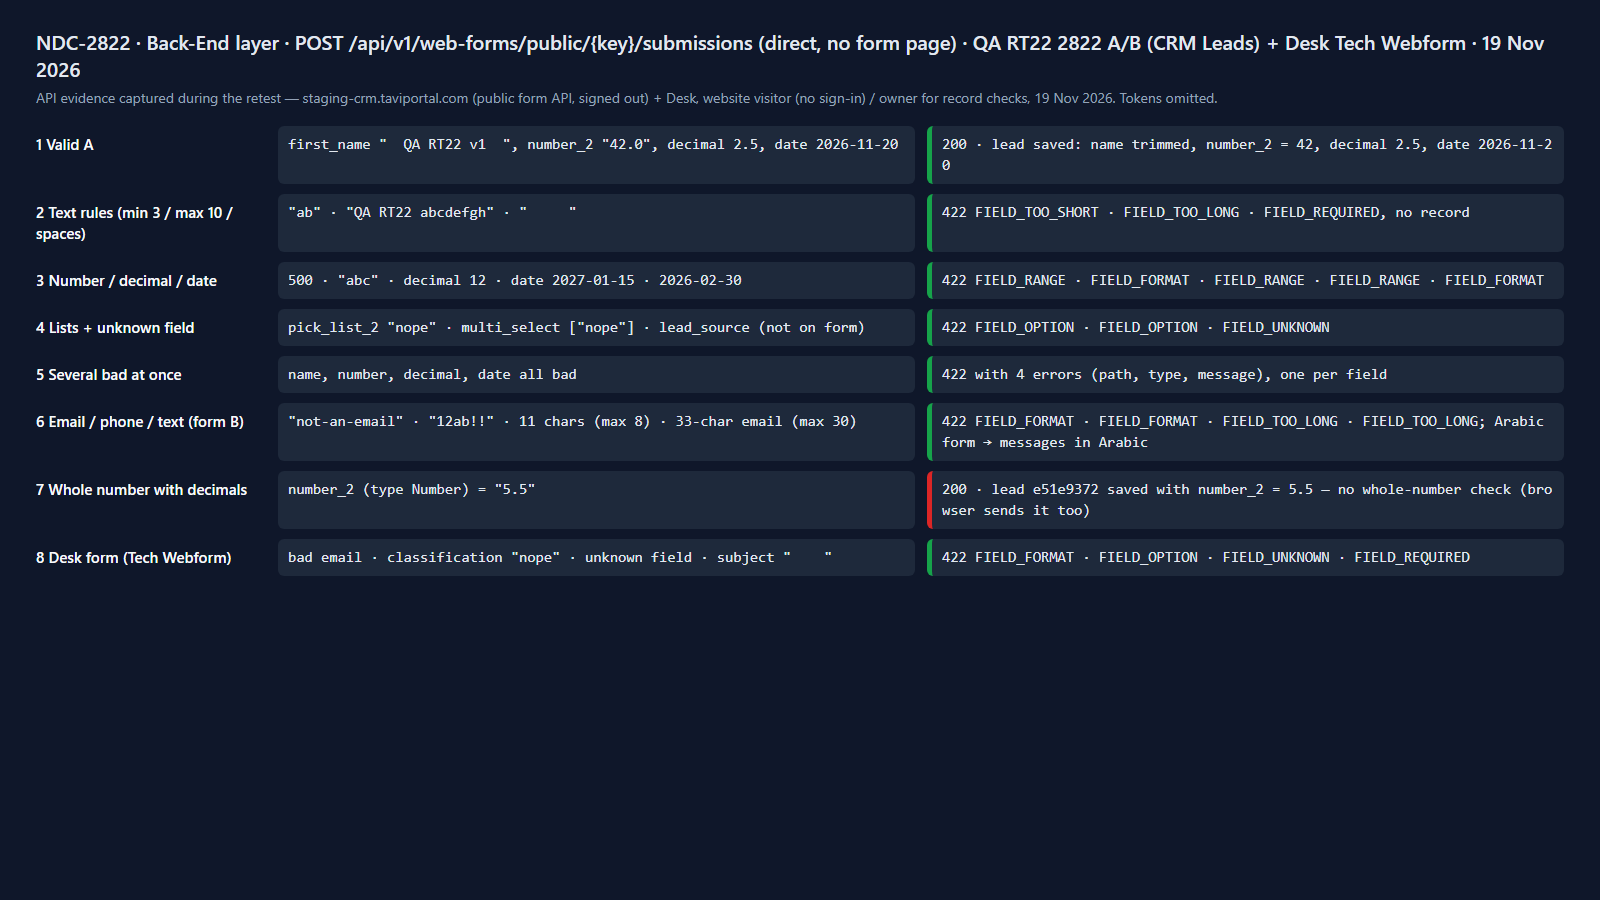 NDC-2822 · Back-End layer · POST /api/v1/web-forms/public/{key}/submissions (direct, no form page) · QA RT22 2822 A/B (CRM Leads) + Desk Tech Webform · 19 Nov
2026
API evidence captured during the retest — staging-crm.taviportal.com (public form API, signed out) + Desk, website visitor (no sign-in) / owner for record checks, 19 Nov 2026. Tokens omitted.
1 Valid A
first_name "  QA RT22 v1  ", number_2 "42.0", decimal 2.5, date 2026-11-20
200 · lead saved: name trimmed, number_2 = 42, decimal 2.5, date 2026-11-2
0
2 Text rules (min 3 / max 10 /
spaces)
"ab" · "QA RT22 abcdefgh" · "     "
422 FIELD_TOO_SHORT · FIELD_TOO_LONG · FIELD_REQUIRED, no record
3 Number / decimal / date
500 · "abc" · decimal 12 · date 2027-01-15 · 2026-02-30
422 FIELD_RANGE · FIELD_FORMAT · FIELD_RANGE · FIELD_RANGE · FIELD_FORMAT
4 Lists + unknown field
pick_list_2 "nope" · multi_select ["nope"] · lead_source (not on form)
422 FIELD_OPTION · FIELD_OPTION · FIELD_UNKNOWN
5 Several bad at once
name, number, decimal, date all bad
422 with 4 errors (path, type, message), one per field
6 Email / phone / text (form B)
"not-an-email" · "12ab!!" · 11 chars (max 8) · 33-char email (max 30)
422 FIELD_FORMAT · FIELD_FORMAT · FIELD_TOO_LONG · FIELD_TOO_LONG; Arabic
form → messages in Arabic
7 Whole number with decimals
number_2 (type Number) = "5.5"
200 · lead e51e9372 saved with number_2 = 5.5 — no whole-number check (bro
wser sends it too)
8 Desk form (Tech Webform)
bad email · classification "nope" · unknown field · subject "    "
422 FIELD_FORMAT · FIELD_OPTION · FIELD_UNKNOWN · FIELD_REQUIRED